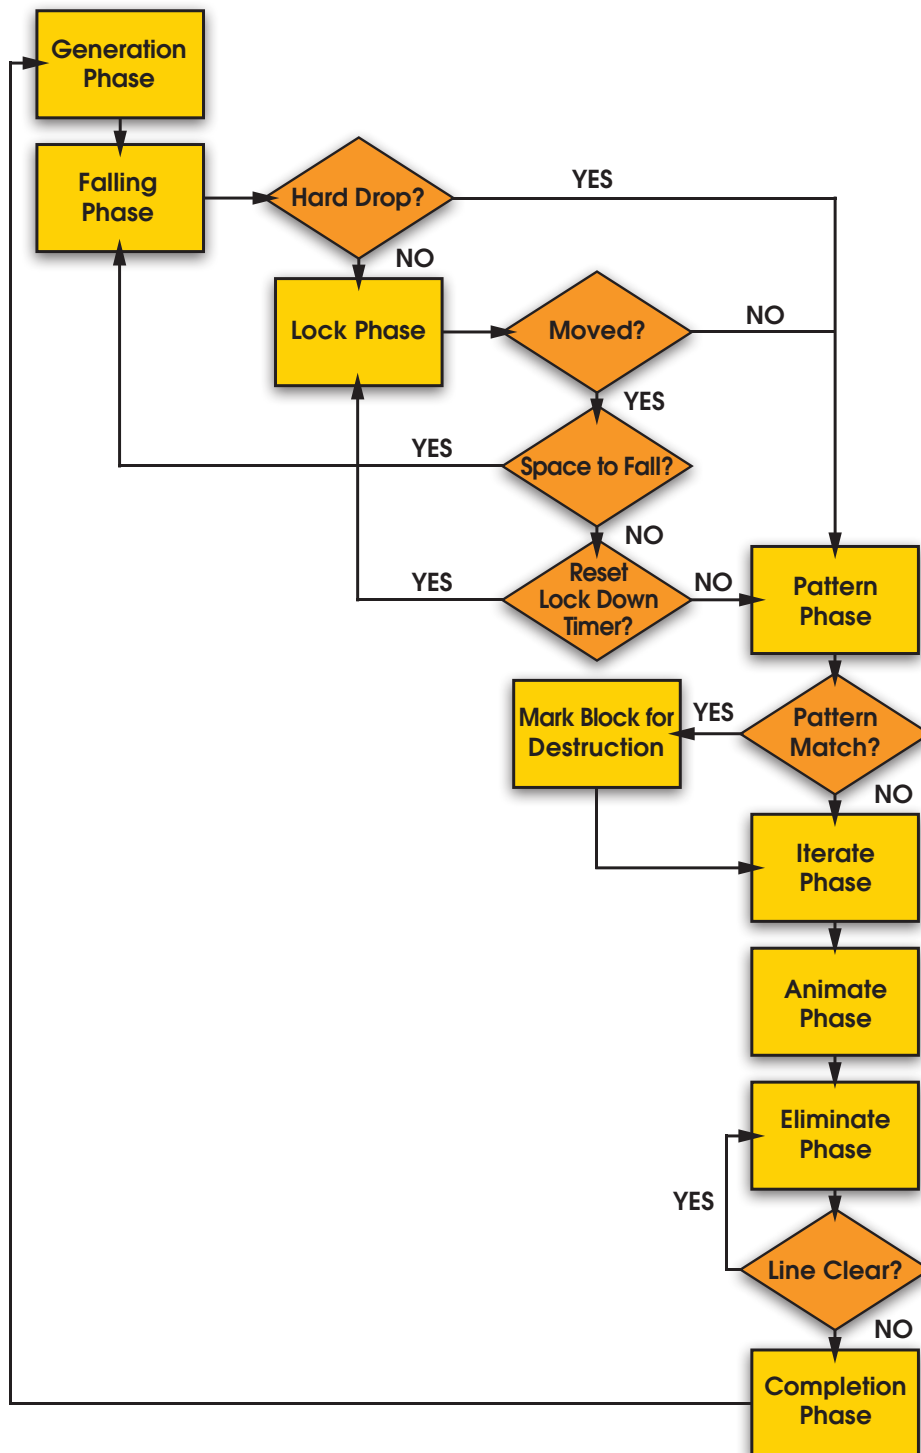 Generation
Phase
Falling
Phase
Hard Drop?
YES
NO
Lock Phase
Moved?
NO
YES
Space to Fall?
YES
NO
Reset
Lock Down
Timer?
YES
NO
Pattern
Phase
Pattern
Match?
YES
Mark Block for
Destruction
NO
Iterate
Phase
Animate
Phase
Eliminate
Phase
YES
Line Clear?
NO
Completion
Phase